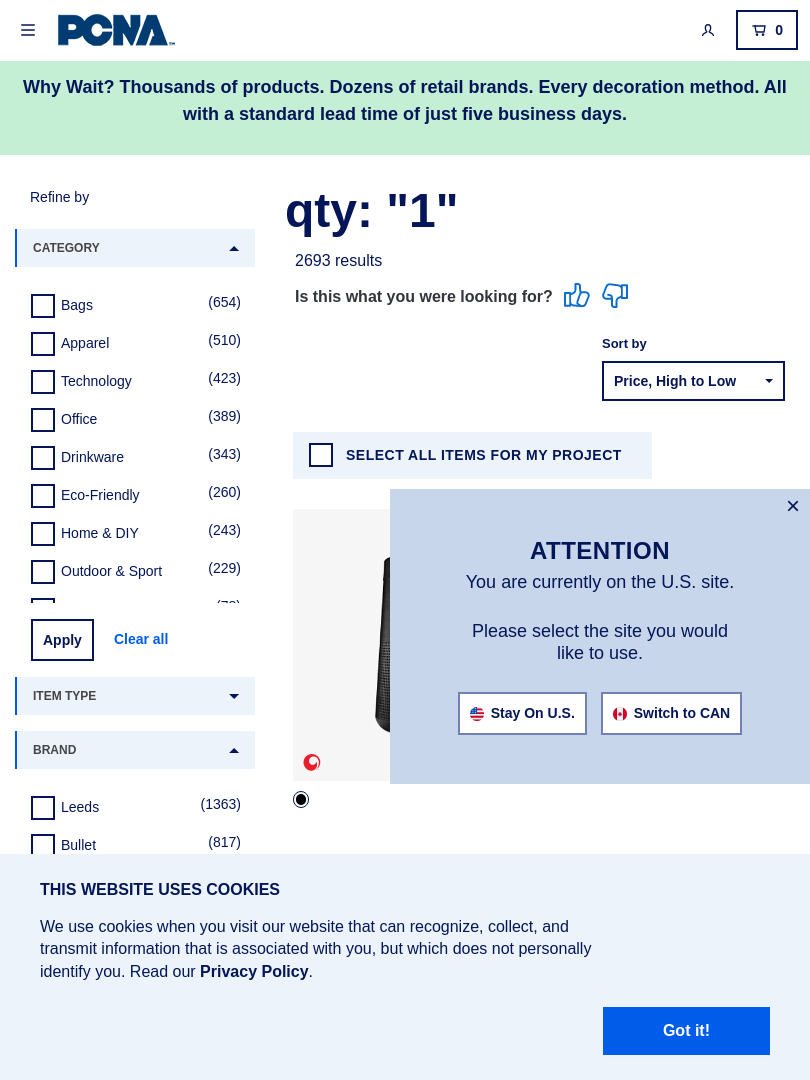 PCNA
0
Why Wait? Thousands of products. Dozens of retail brands. Every decoration method. All
with a standard lead time of just five business days.
Refine by
CATEGORY
Bags (654)
Apparel (510)
Technology (423)
Office (389)
Drinkware (343)
Eco-Friendly (260)
Home & DIY (243)
Outdoor & Sport (229)
Apply
Clear all
ITEM TYPE
BRAND
Leeds (1363)
Bullet (817)
qty: "1"
2693 results
Is this what you were looking for?
Sort by
Price, High to Low
SELECT ALL ITEMS FOR MY PROJECT
ATTENTION
You are currently on the U.S. site.
Please select the site you would
like to use.
Stay On U.S.
Switch to CAN
THIS WEBSITE USES COOKIES
We use cookies when you visit our website that can recognize, collect, and
transmit information that is associated with you, but which does not personally
identify you. Read our Privacy Policy.
Got it!